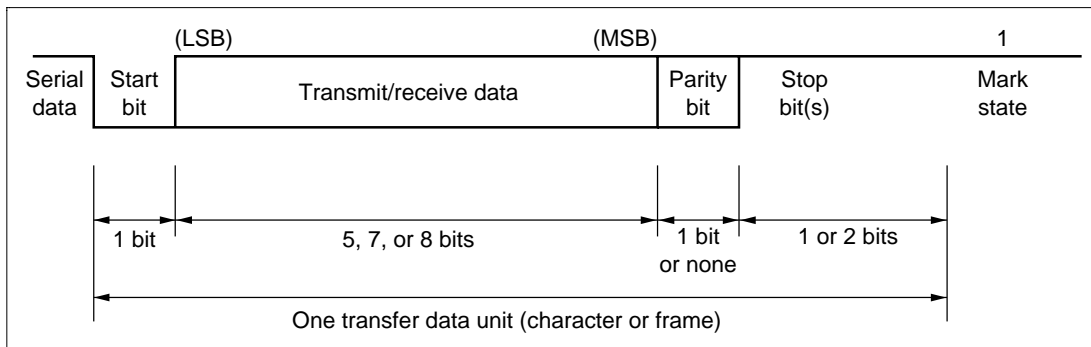 (LSB) (MSB) 1
Serial Start Transmit/receive data Parity Stop Mark
data bit bit bit(s) state
1 bit 5, 7, or 8 bits 1 bit 1 or 2 bits
or none
One transfer data unit (character or frame)